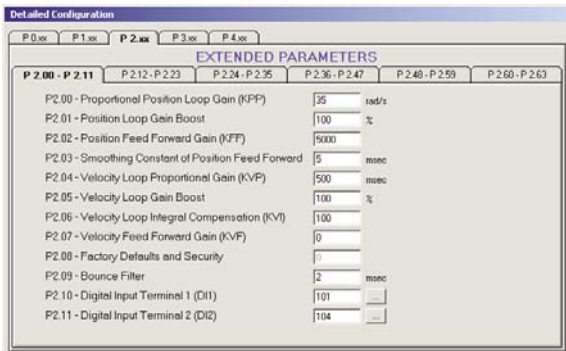 Detailed Configuration
P 0.xx P 1.xx P 2.xx P 3.xx P 4.xx
EXTENDED PARAMETERS
P 2.00 - P 2.11 P 2.12 - P 2.23 P 2.24 - P 2.35 P 2.36 - P 2.47 P 2.48 - P 2.59 P 2.60 - P 2.63
P2.00 - Proportional Position Loop Gain (KPP) 35 rad/s
P2.01 - Position Loop Gain Boost 100 %
P2.02 - Position Feed Forward Gain (KFF) 5000
P2.03 - Smoothing Constant of Position Feed Forward 5 msec
P2.04 - Velocity Loop Proportional Gain (KVP) 500 msec
P2.05 - Velocity Loop Gain Boost 100 %
P2.06 - Velocity Loop Integral Compensation (KVI) 100
P2.07 - Velocity Feed Forward Gain (KVF) 0
P2.08 - Factory Defaults and Security 0
P2.09 - Bounce Filter 2 msec
P2.10 - Digital Input Terminal 1 (DI1) 101 ...
P2.11 - Digital Input Terminal 2 (DI2) 104 ...